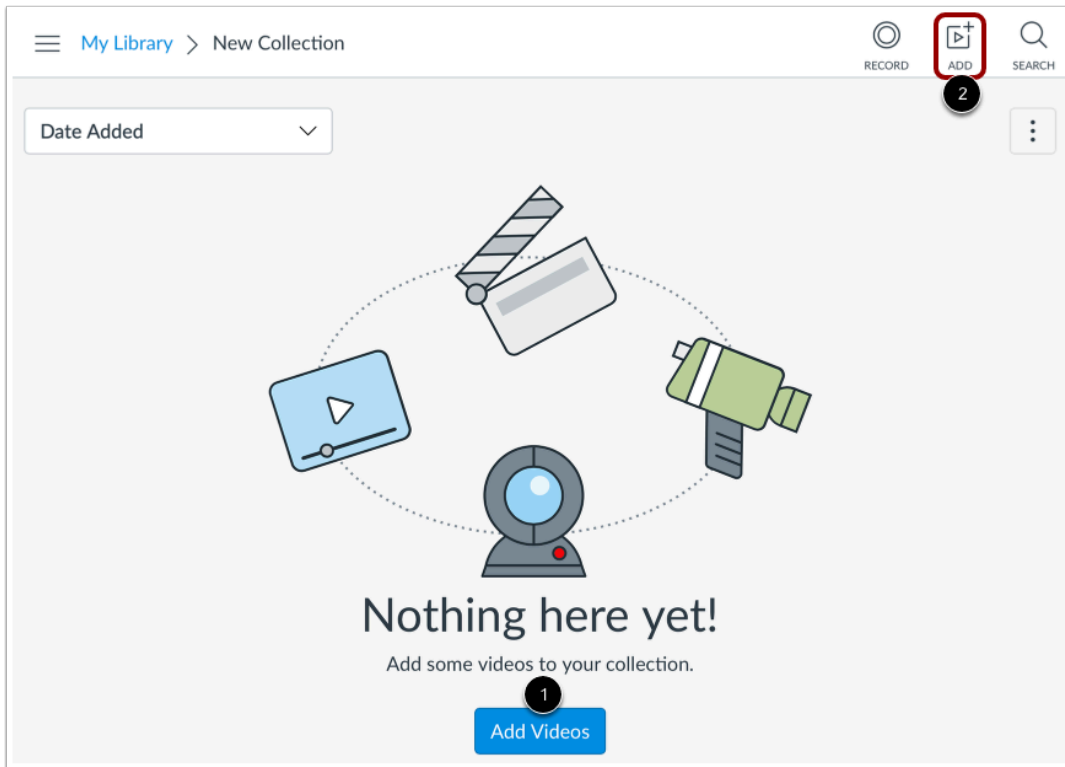 My Library > New Collection
RECORD
ADD
SEARCH
2
Date Added
Nothing here yet!
Add some videos to your collection.
1
Add Videos